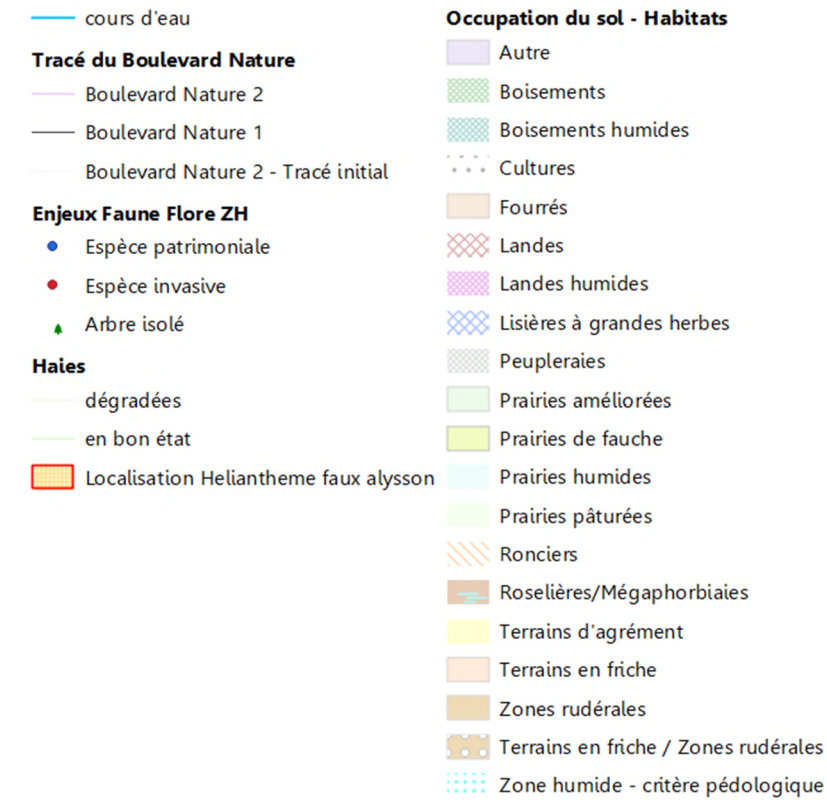 cours d'eau
Tracé du Boulevard Nature
Boulevard Nature 2
Boulevard Nature 1
Boulevard Nature 2 - Tracé initial
Enjeux Faune Flore ZH
Espèce patrimoniale
Espèce invasive
Arbre isolé
Haies
dégradées
en bon état
Localisation Heliantheme faux alysson
Occupation du sol - Habitats
Autre
Boisements
Boisements humides
Cultures
Fourrés
Landes
Landes humides
Lisières à grandes herbes
Peupleraies
Prairies améliorées
Prairies de fauche
Prairies humides
Prairies pâturées
Ronciers
Roselières/Mégaphorbiaies
Terrains d'agrément
Terrains en friche
Zones rudérales
Terrains en friche / Zones rudérales
Zone humide - critère pédologique